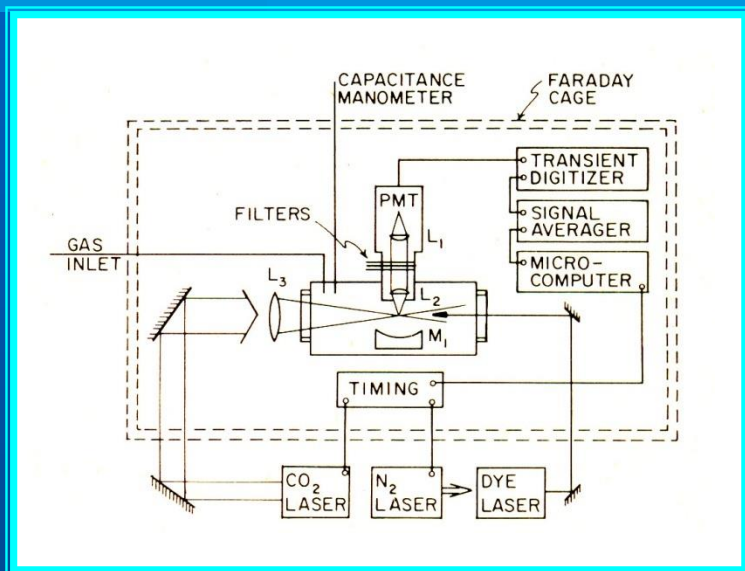 CAPACITANCE
MANOMETER
FARADAY
CAGE
TRANSIENT
DIGITIZER
PMT
FILTERS
L1
SIGNAL
AVERAGER
GAS
INLET
MICRO-
COMPUTER
L3
L2
M1
TIMING
CO2
LASER
N2
LASER
DYE
LASER